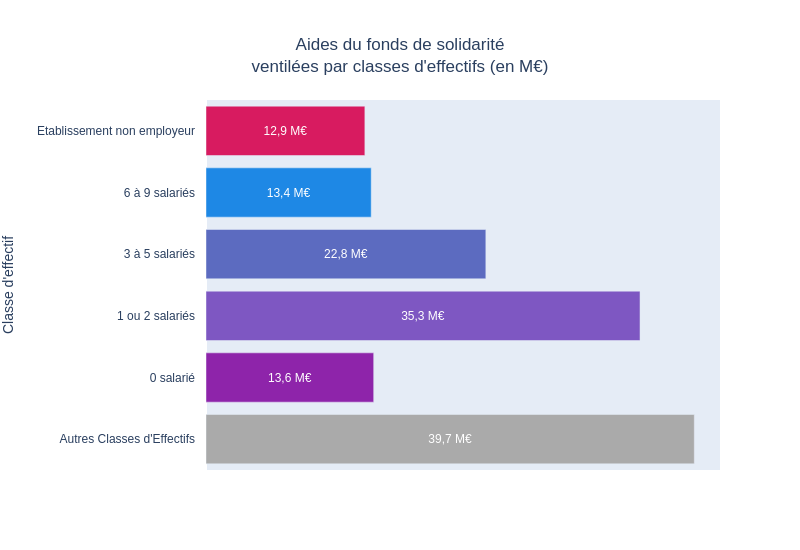 Aides du fonds de solidarité
ventilées par classes d'effectifs (en M€)
Classe d'effectif
Etablissement non employeur
12,9 M€
6 à 9 salariés
13,4 M€
3 à 5 salariés
22,8 M€
1 ou 2 salariés
35,3 M€
0 salarié
13,6 M€
Autres Classes d'Effectifs
39,7 M€